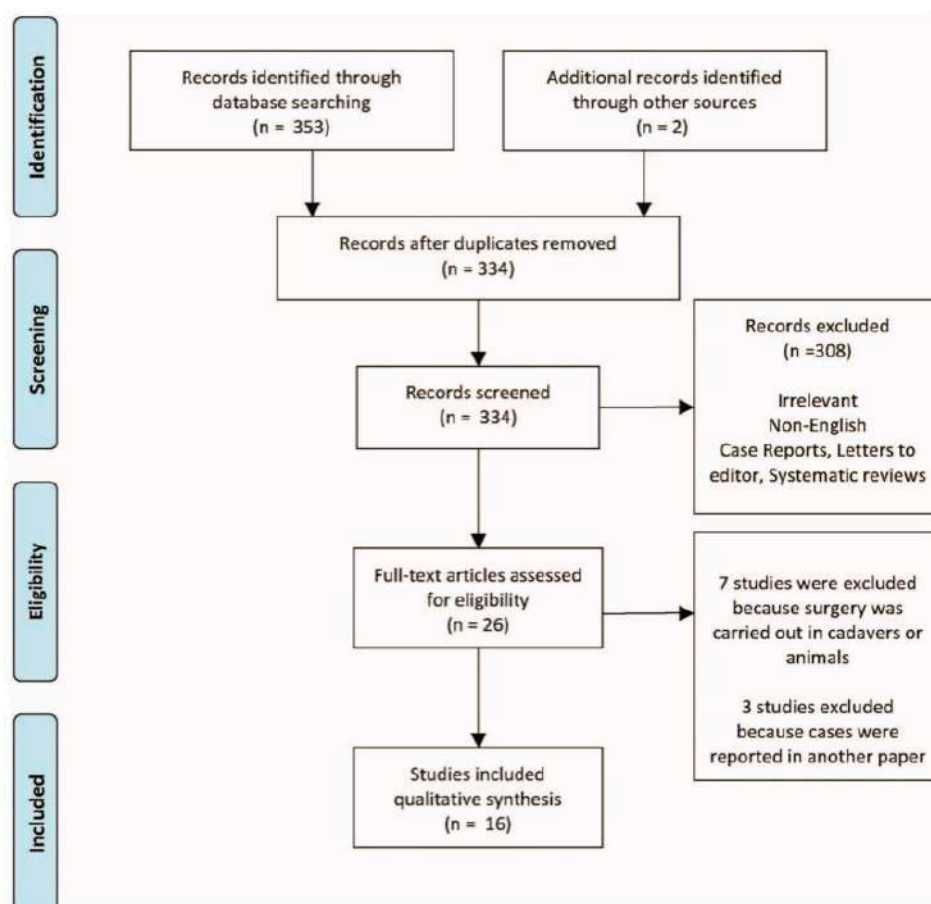 Identification
Records identified through
database searching
(n = 353)
Additional records identified
through other sources
(n = 2)
Records after duplicates removed
(n = 334)
Screening
Records screened
(n = 334)
Records excluded
(n =308)
Irrelevant
Non-English
Case Reports, Letters to
editor, Systematic reviews
Eligibility
Full-text articles assessed
for eligibility
(n = 26)
7 studies were excluded
because surgery was
carried out in cadavers or
animals
3 studies excluded
because cases were
reported in another paper
Included
Studies included
qualitative synthesis
(n = 16)